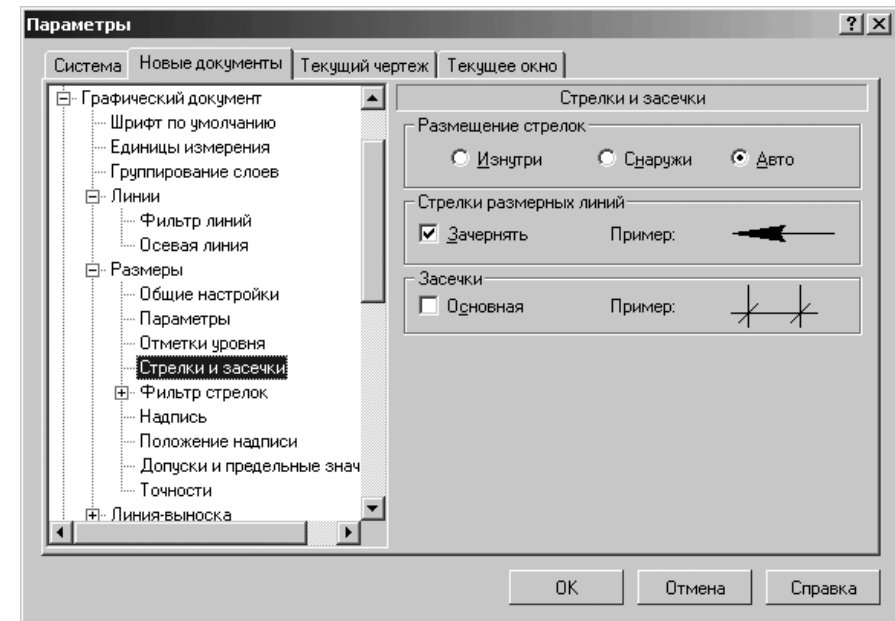 Параметры
Система Новые документы Текущий чертеж Текущее окно
Графический документ
Шрифт по умолчанию
Единицы измерения
Группирование слоев
Линии
Фильтр линий
Осевая линия
Размеры
Общие настройки
Параметры
Отметки уровня
Стрелки и засечки
Фильтр стрелок
Надпись
Положение надписи
Допуски и предельные знач
Точности
Линия-выноска
Стрелки и засечки
Размещение стрелок
Изнутри Снаружи Авто
Стрелки размерных линий
Зачернять Пример:
Засечки
Основная Пример:
OK Отмена Справка